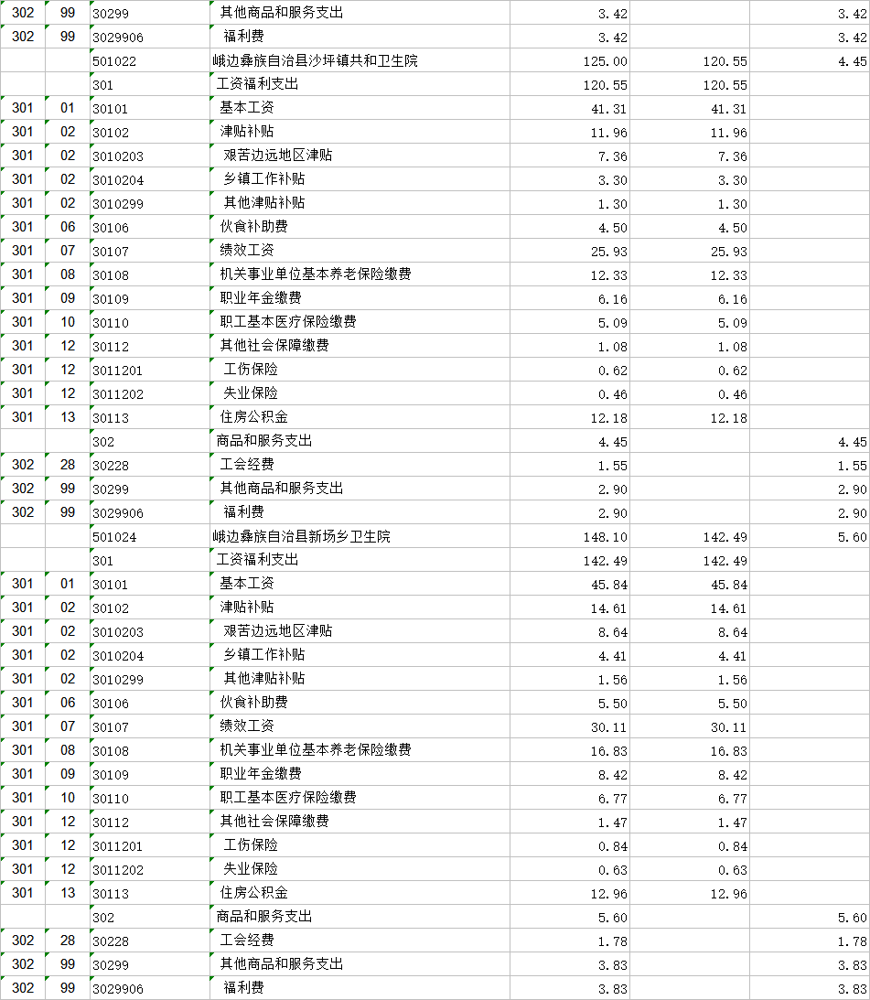 302 99 30299 其他商品和服务支出 3.42 3.42
302 99 3029906 福利费 3.42 3.42
501022 峨边彝族自治县沙坪镇共和卫生院 125.00 120.55 4.45
301 工资福利支出 120.55 120.55
301 01 30101 基本工资 41.31 41.31
301 02 30102 津贴补贴 11.96 11.96
301 02 3010203 艰苦边远地区津贴 7.36 7.36
301 02 3010204 乡镇工作补贴 3.30 3.30
301 02 3010299 其他津贴补贴 1.30 1.30
301 06 30106 伙食补助费 4.50 4.50
301 07 30107 绩效工资 25.93 25.93
301 08 30108 机关事业单位基本养老保险缴费 12.33 12.33
301 09 30109 职业年金缴费 6.16 6.16
301 10 30110 职工基本医疗保险缴费 5.09 5.09
301 12 30112 其他社会保障缴费 1.08 1.08
301 12 3011201 工伤保险 0.62 0.62
301 12 3011202 失业保险 0.46 0.46
301 13 30113 住房公积金 12.18 12.18
302 商品和服务支出 4.45 4.45
302 28 30228 工会经费 1.55 1.55
302 99 30299 其他商品和服务支出 2.90 2.90
302 99 3029906 福利费 2.90 2.90
501024 峨边彝族自治县新场乡卫生院 148.10 142.49 5.60
301 工资福利支出 142.49 142.49
301 01 30101 基本工资 45.84 45.84
301 02 30102 津贴补贴 14.61 14.61
301 02 3010203 艰苦边远地区津贴 8.64 8.64
301 02 3010204 乡镇工作补贴 4.41 4.41
301 02 3010299 其他津贴补贴 1.56 1.56
301 06 30106 伙食补助费 5.50 5.50
301 07 30107 绩效工资 30.11 30.11
301 08 30108 机关事业单位基本养老保险缴费 16.83 16.83
301 09 30109 职业年金缴费 8.42 8.42
301 10 30110 职工基本医疗保险缴费 6.77 6.77
301 12 30112 其他社会保障缴费 1.47 1.47
301 12 3011201 工伤保险 0.84 0.84
301 12 3011202 失业保险 0.63 0.63
301 13 30113 住房公积金 12.96 12.96
302 商品和服务支出 5.60 5.60
302 28 30228 工会经费 1.78 1.78
302 99 30299 其他商品和服务支出 3.83 3.83
302 99 3029906 福利费 3.83 3.83